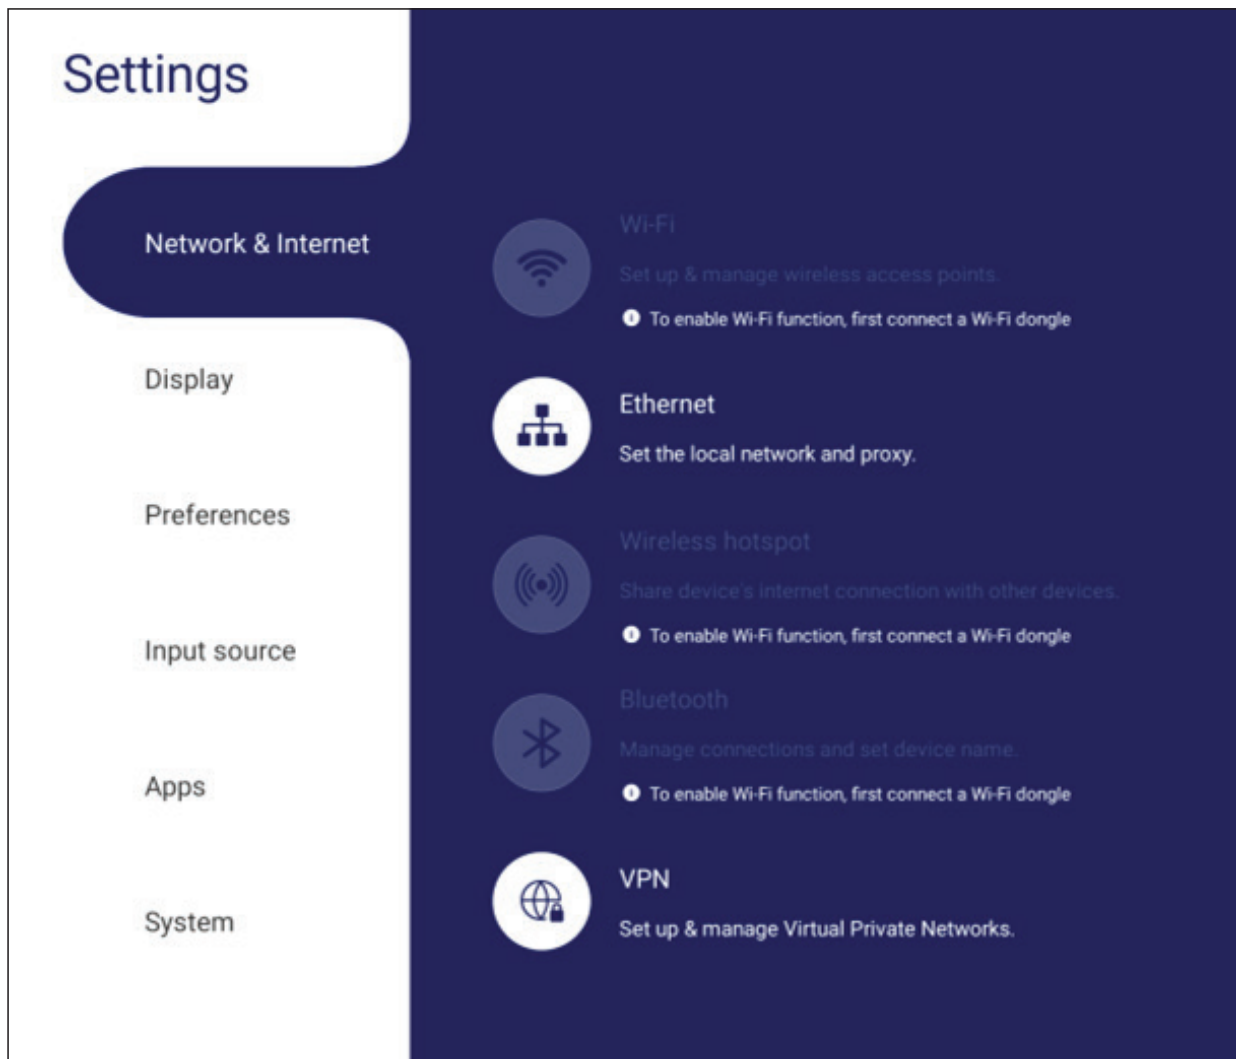 Settings
Network & Internet
Display
Preferences
Input source
Apps
System
Wi-Fi
Set up & manage wireless access points.
To enable Wi-Fi function, first connect a Wi-Fi dongle
Ethernet
Set the local network and proxy.
Wireless hotspot
Share device's internet connection with other devices.
To enable Wi-Fi function, first connect a Wi-Fi dongle
Bluetooth
Manage connections and set device name.
To enable Wi-Fi function, first connect a Wi-Fi dongle
VPN
Set up & manage Virtual Private Networks.